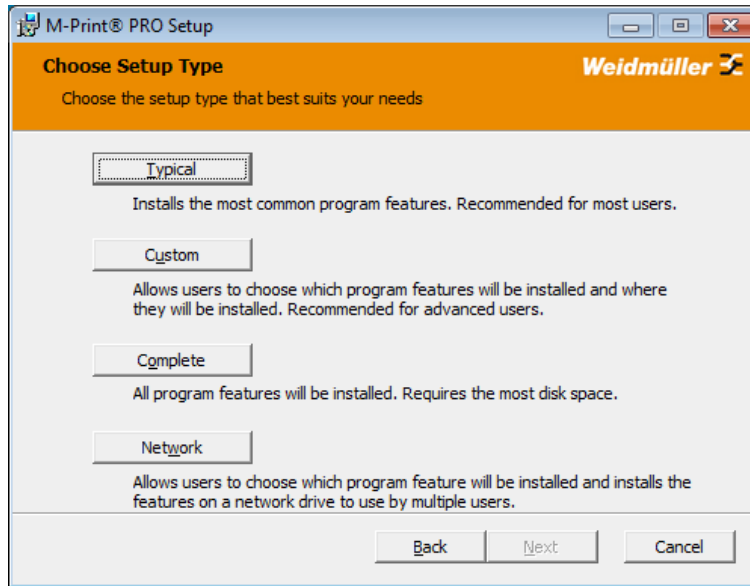 M-Print® PRO Setup
Choose Setup Type
Weidmüller
Choose the setup type that best suits your needs
Typical
Installs the most common program features. Recommended for most users.
Custom
Allows users to choose which program features will be installed and where
they will be installed. Recommended for advanced users.
Complete
All program features will be installed. Requires the most disk space.
Network
Allows users to choose which program feature will be installed and installs the
features on a network drive to use by multiple users.
Back Next Cancel